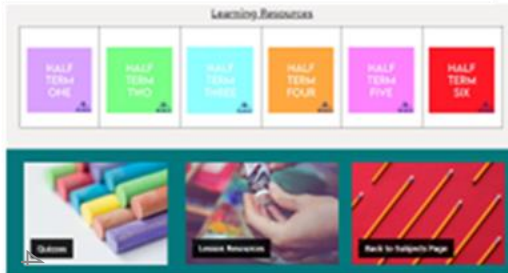 Learning Resources
HALF
TERM
ONE
HALF
TERM
TWO
HALF
TERM
THREE
HALF
TERM
FOUR
HALF
TERM
FIVE
HALF
TERM
SIX
Quizzes
Lesson Resources
Back to Subjects Page